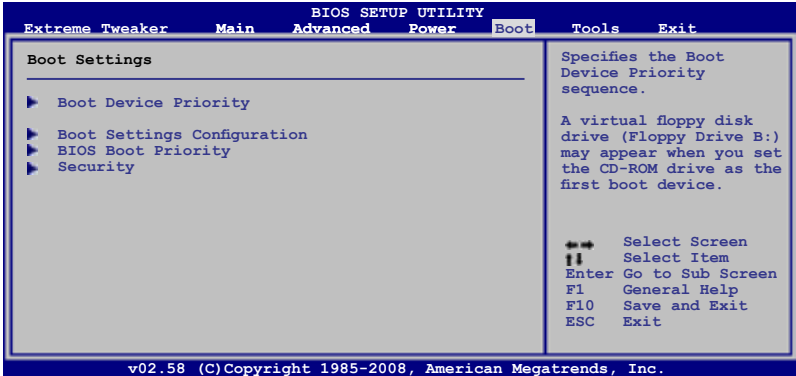 BIOS SETUP UTILITY
Extreme Tweaker Main Advanced Power Boot Tools Exit
Boot Settings
Boot Device Priority
Boot Settings Configuration
BIOS Boot Priority
Security
Specifies the Boot
Device Priority
sequence.
A virtual floppy disk
drive (Floppy Drive B:)
may appear when you set
the CD-ROM drive as the
first boot device.
Select Screen
Select Item
Enter Go to Sub Screen
F1 General Help
F10 Save and Exit
ESC Exit
v02.58 (C)Copyright 1985-2008, American Megatrends, Inc.